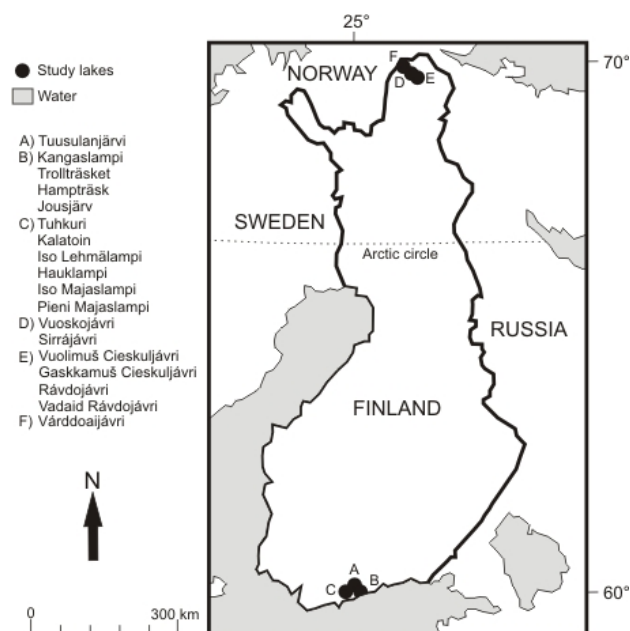 25°
70°
Study lakes
Water
A) Tuusulanjärvi
B) Kangaslampi
Trollträsket
Hampträsk
Jousjärv
C) Tuhkuri
Kalatoin
Iso Lehmälampi
Hauklampi
Iso Majaslampi
Pieni Majaslampi
D) Vuoskojávri
Sirrájávri
E) Vuolimuš Cieskuljávri
Gaskkamuš Cieskuljávri
Rávdojávri
Vadaid Rávdojávri
F) Várddoaijávri
N
0 300 km
NORWAY
F
D E
SWEDEN
Arctic circle
RUSSIA
FINLAND
A
C B
60°